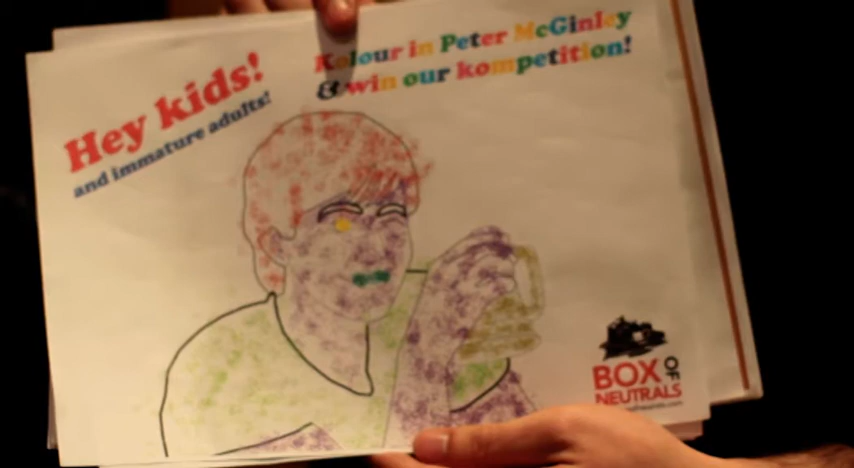 Hey kids!
and immature adults!
Kolour in Peter McGinley
& win our kompetition!
BOX OF
NEUTRALS